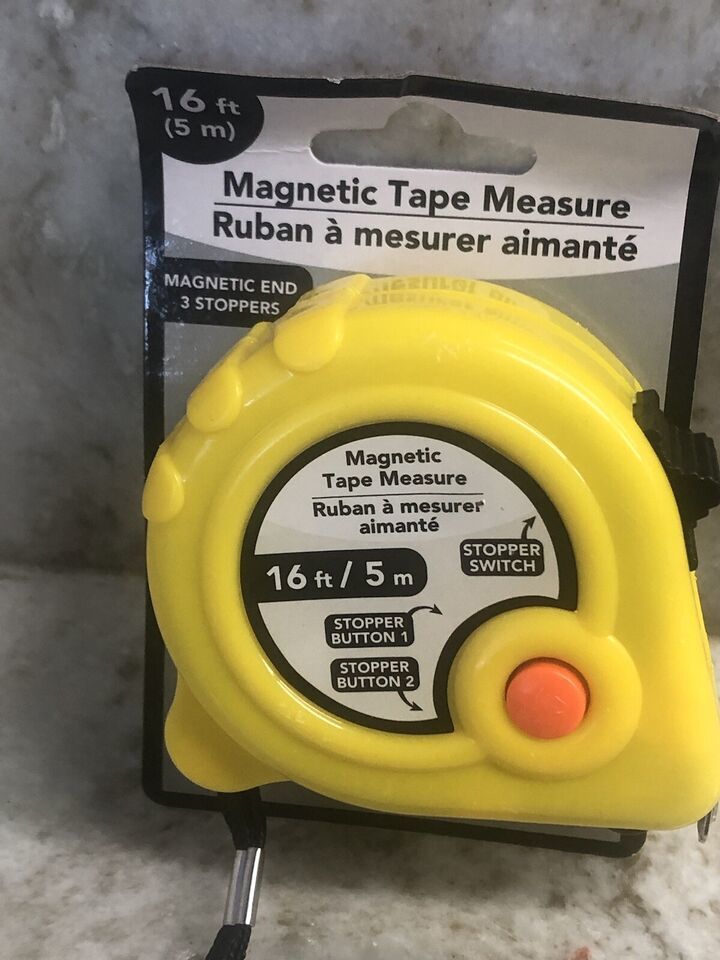 16 ft
(5 m)
Magnetic Tape Measure
Ruban à mesurer aimanté
MAGNETIC END
3 STOPPERS
Magnetic
Tape Measure
Ruban à mesurer
aimanté
16 ft / 5 m
STOPPER
SWITCH
STOPPER
BUTTON 1
STOPPER
BUTTON 2